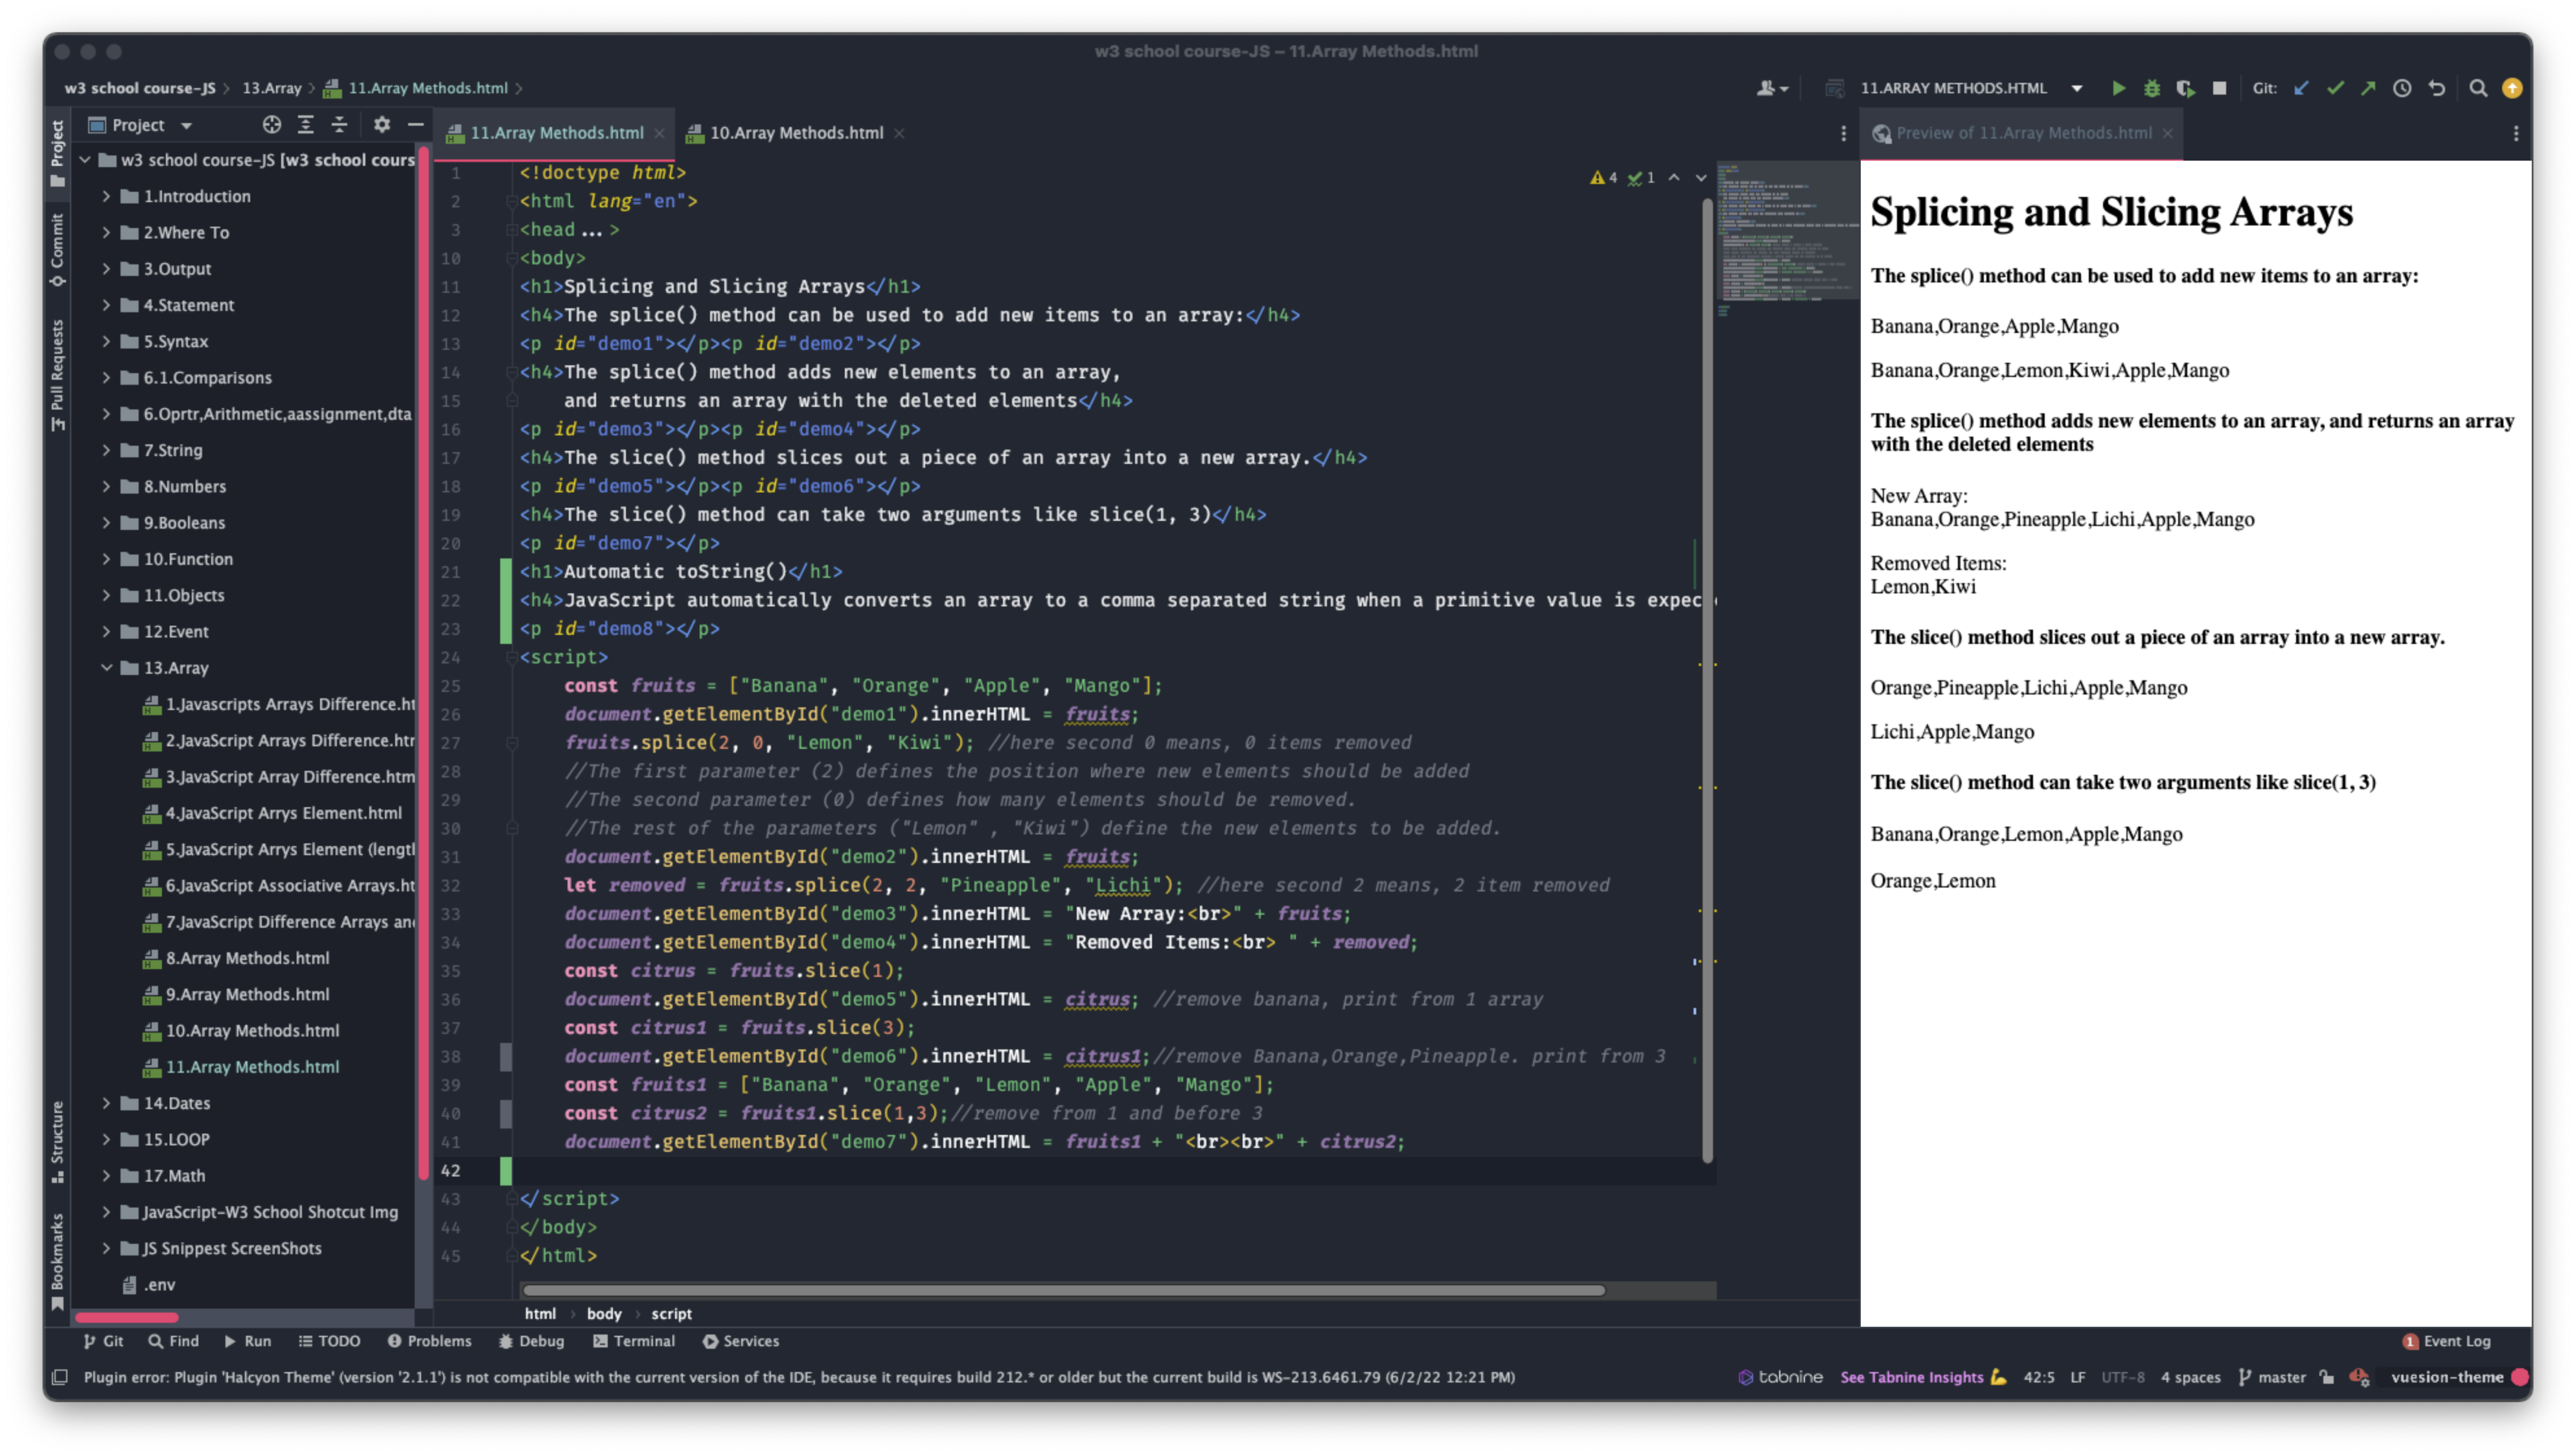 w3 school course-JS – 11.Array Methods.html
w3 school course-JS 13.Array 11.Array Methods.html
11.ARRAY METHODS.HTML Git:
Project
11.Array Methods.html 10.Array Methods.html
Preview of 11.Array Methods.html
Project
Commit
Pull Requests
Structure
Bookmarks
w3 school course-JS [w3 school cours
1.Introduction
2.Where To
3.Output
4.Statement
5.Syntax
6.1.Comparisons
6.Oprtr,Arithmetic,aassignment,dta
7.String
8.Numbers
9.Booleans
10.Function
11.Objects
12.Event
13.Array
1.Javascripts Arrays Difference.ht
2.JavaScript Arrays Difference.htr
3.JavaScript Array Difference.htm
4.JavaScript Arrys Element.html
5.JavaScript Arrys Element (lengtl
6.JavaScript Associative Arrays.ht
7.JavaScript Difference Arrays an
8.Array Methods.html
9.Array Methods.html
10.Array Methods.html
11.Array Methods.html
14.Dates
15.LOOP
17.Math
JavaScript-W3 School Shotcut Img
JS Snippest ScreenShots
.env
4 1
1 <!doctype html>
2 <html lang="en">
3 <head ... >
10 <body>
11 <h1>Splicing and Slicing Arrays</h1>
12 <h4>The splice() method can be used to add new items to an array:</h4>
13 <p id="demo1"></p><p id="demo2"></p>
14 <h4>The splice() method adds new elements to an array,
15 and returns an array with the deleted elements</h4>
16 <p id="demo3"></p><p id="demo4"></p>
17 <h4>The slice() method slices out a piece of an array into a new array.</h4>
18 <p id="demo5"></p><p id="demo6"></p>
19 <h4>The slice() method can take two arguments like slice(1, 3)</h4>
20 <p id="demo7"></p>
21 <h1>Automatic toString()</h1>
22 <h4>JavaScript automatically converts an array to a comma separated string when a primitive value is expec
23 <p id="demo8"></p>
24 <script>
25 const fruits = ["Banana", "Orange", "Apple", "Mango"];
26 document.getElementById("demo1").innerHTML = fruits;
27 fruits.splice(2, 0, "Lemon", "Kiwi"); //here second 0 means, 0 items removed
28 //The first parameter (2) defines the position where new elements should be added
29 //The second parameter (0) defines how many elements should be removed.
30 //The rest of the parameters ("Lemon" , "Kiwi") define the new elements to be added.
31 document.getElementById("demo2").innerHTML = fruits;
32 let removed = fruits.splice(2, 2, "Pineapple", "Lichi"); //here second 2 means, 2 item removed
33 document.getElementById("demo3").innerHTML = "New Array:<br>" + fruits;
34 document.getElementById("demo4").innerHTML = "Removed Items:<br> " + removed;
35 const citrus = fruits.slice(1);
36 document.getElementById("demo5").innerHTML = citrus; //remove banana, print from 1 array
37 const citrus1 = fruits.slice(3);
38 document.getElementById("demo6").innerHTML = citrus1;//remove Banana,Orange,Pineapple. print from 3
39 const fruits1 = ["Banana", "Orange", "Lemon", "Apple", "Mango"];
40 const citrus2 = fruits1.slice(1,3);//remove from 1 and before 3
41 document.getElementById("demo7").innerHTML = fruits1 + "<br><br>" + citrus2;
42
43 </script>
44 </body>
45 </html>
html body script
Splicing and Slicing Arrays
The splice() method can be used to add new items to an array:
Banana,Orange,Apple,Mango
Banana,Orange,Lemon,Kiwi,Apple,Mango
The splice() method adds new elements to an array, and returns an array
with the deleted elements
New Array:
Banana,Orange,Pineapple,Lichi,Apple,Mango
Removed Items:
Lemon,Kiwi
The slice() method slices out a piece of an array into a new array.
Orange,Pineapple,Lichi,Apple,Mango
Lichi,Apple,Mango
The slice() method can take two arguments like slice(1, 3)
Banana,Orange,Lemon,Apple,Mango
Orange,Lemon
Git Find Run TODO Problems Debug Terminal Services
1 Event Log
Plugin error: Plugin 'Halcyon Theme' (version '2.1.1') is not compatible with the current version of the IDE, because it requires build 212.* or older but the current build is WS-213.6461.79 (6/2/22 12:21 PM)
tabnine See Tabnine Insights 💪 42:5 LF UTF-8 4 spaces master vuesion-theme